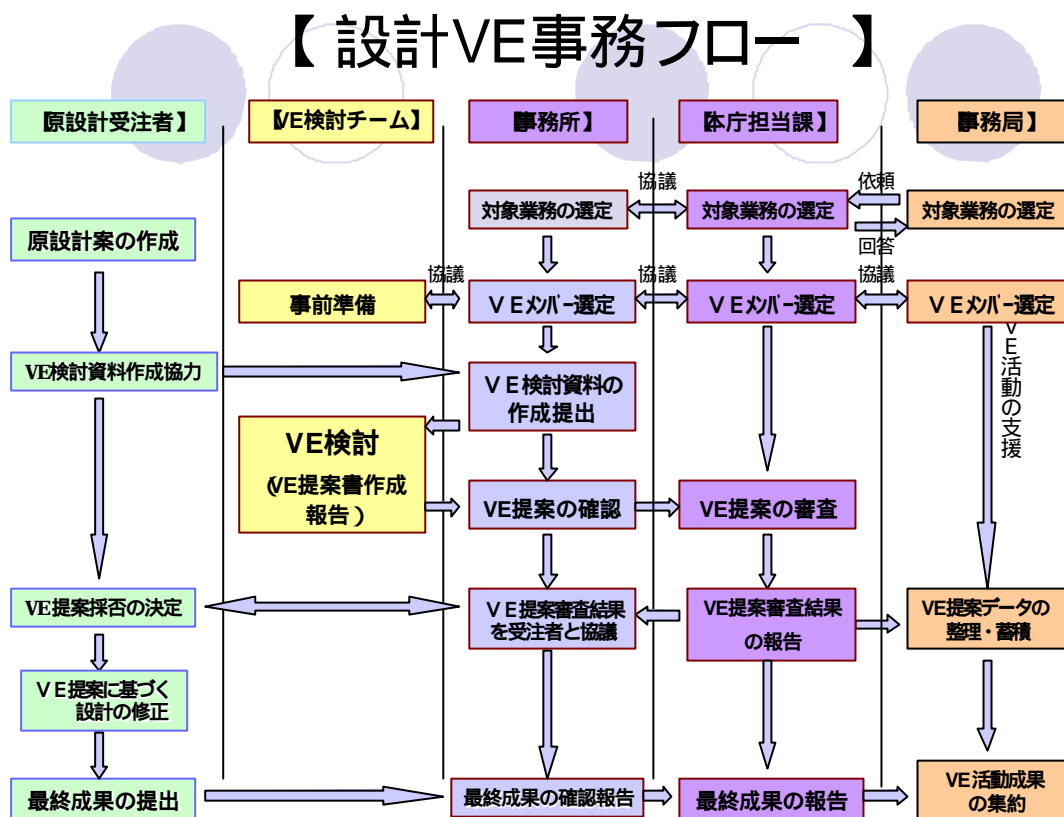 【 設計VE事務フロー 】
【原設計受注者】
【VE検討チーム】
【事務所】
【本庁担当課】
【事務局】
協議
依頼
対象業務の選定
対象業務の選定
対象業務の選定
回答
原設計案の作成
協議
協議
協議
事前準備
ＶＥメンバー選定
ＶＥメンバー選定
ＶＥメンバー選定
VE活動の支援
VE検討資料作成協力
ＶＥ検討資料の
作成提出
VE検討
(VE提案書作成
報告）
VE提案の確認
VE提案の審査
VE提案採否の決定
ＶＥ提案審査結果
を受注者と協議
VE提案審査結果
の報告
VE提案データの
整理・蓄積
ＶＥ提案に基づく
設計の修正
最終成果の提出
最終成果の確認報告
最終成果の報告
VE活動成果
の集約